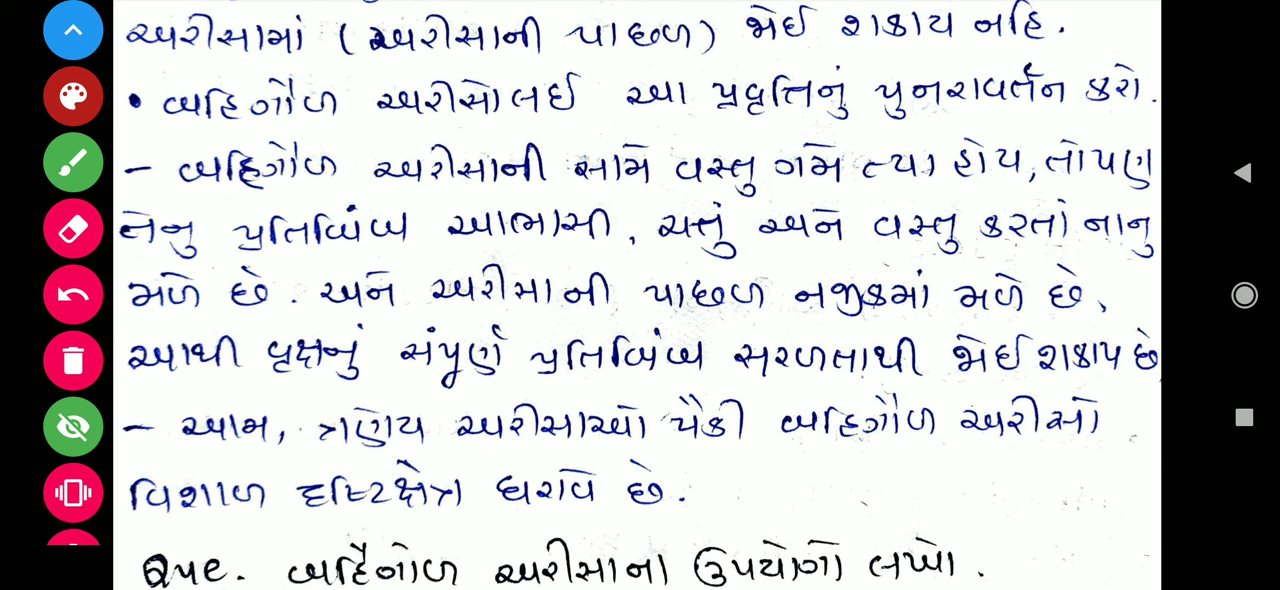 અરીસામાં (અરીસાની પાછળ) જોઈ શકાય નહિ.
• બહિર્ગોળ અરીસો લઈ આ પ્રવૃત્તિનું પુનરાવર્તન કરો.
- બહિર્ગોળ અરીસાની સામે વસ્તુ ગમે ત્યા હોય, તોપણ
તેનુ પ્રતિબિંબ આભાસી, ચત્તું અને વસ્તુ કરતાં નાનુ
મળે છે. અને અરીસાની પાછળ નજીકમાં મળે છે,
આથી વૃક્ષનું સંપૂર્ણ પ્રતિબિંબ સરળતાથી જોઈ શકાય છે
- આમ, ત્રણેય અરીસાઓ પૈકી બહિર્ગોળ અરીસો
વિશાળ દ્રષ્ટિક્ષેત્ર ધરાવે છે.
Que. બહિર્ગોળ અરીસાના ઉપયોગો લખો.